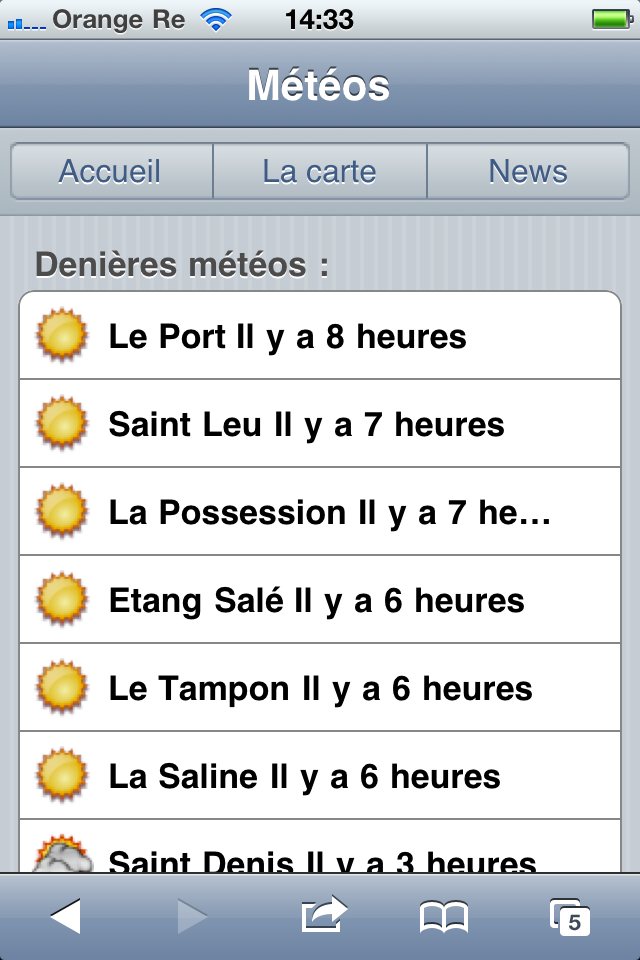 Orange Re 14:33
Météos
Accueil La carte News
Denières météos :
Le Port Il y a 8 heures
Saint Leu Il y a 7 heures
La Possession Il y a 7 he…
Etang Salé Il y a 6 heures
Le Tampon Il y a 6 heures
La Saline Il y a 6 heures
Saint Denis Il y a 3 heures
5